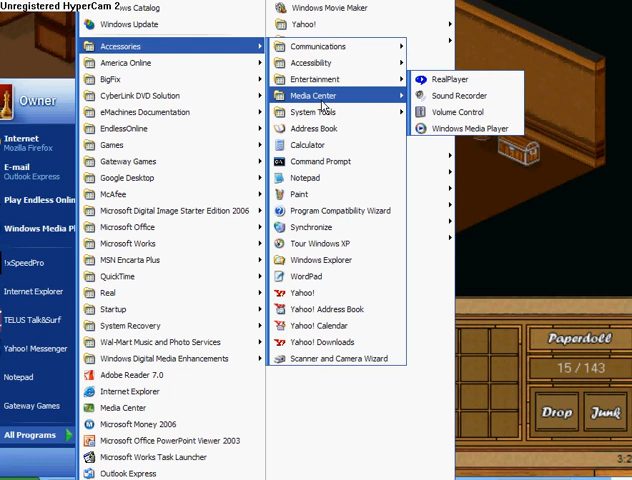 Unregistered HyperCam 2
ws Catalog
Windows Update
Accessories
America Online
BigFix
CyberLink DVD Solution
eMachines Documentation
EndlessOnline
Games
Gateway Games
Google Desktop
McAfee
Microsoft Digital Image Starter Edition 2006
Microsoft Office
Microsoft Works
MSN Encarta Plus
QuickTime
Real
Startup
System Recovery
Wal-Mart Music and Photo Services
Windows Digital Media Enhancements
Adobe Reader 7.0
Internet Explorer
Media Center
Microsoft Money 2006
Microsoft Office PowerPoint Viewer 2003
Microsoft Works Task Launcher
Outlook Express
Windows Movie Maker
Yahoo!
Communications
Accessibility
Entertainment
Media Center
System Tools
Address Book
Calculator
Command Prompt
Notepad
Paint
Program Compatibility Wizard
Synchronize
Tour Windows XP
Windows Explorer
WordPad
Yahoo!
Yahoo! Address Book
Yahoo! Calendar
Yahoo! Downloads
Scanner and Camera Wizard
RealPlayer
Sound Recorder
Volume Control
Windows Media Player
Owner
Internet
Mozilla Firefox
E-mail
Outlook Express
Play Endless Onlin
Windows Media Pl
!xSpeedPro
Internet Explorer
TELUS Talk&Surf
Yahoo! Messenger
Notepad
Gateway Games
All Programs
Paperdoll
15 / 143
Drop
Junk
3:2